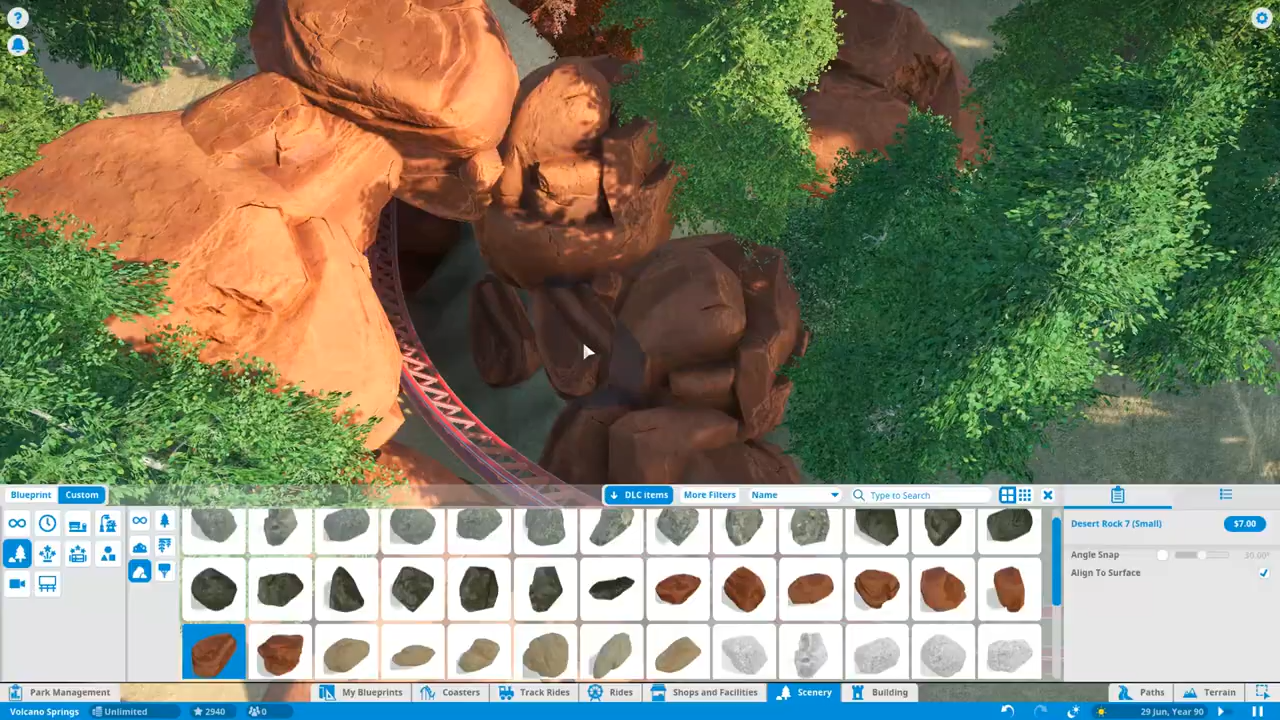 ?
Blueprint Custom DLC items More Filters Name Type to Search
Desert Rock 7 (Small) $7.00
Angle Snap
Align To Surface
Park Management My Blueprints Coasters Track Rides Rides Shops and Facilities Scenery Building Paths Terrain
Volcano Springs Unlimited 2940 0 29 Jun, Year 90